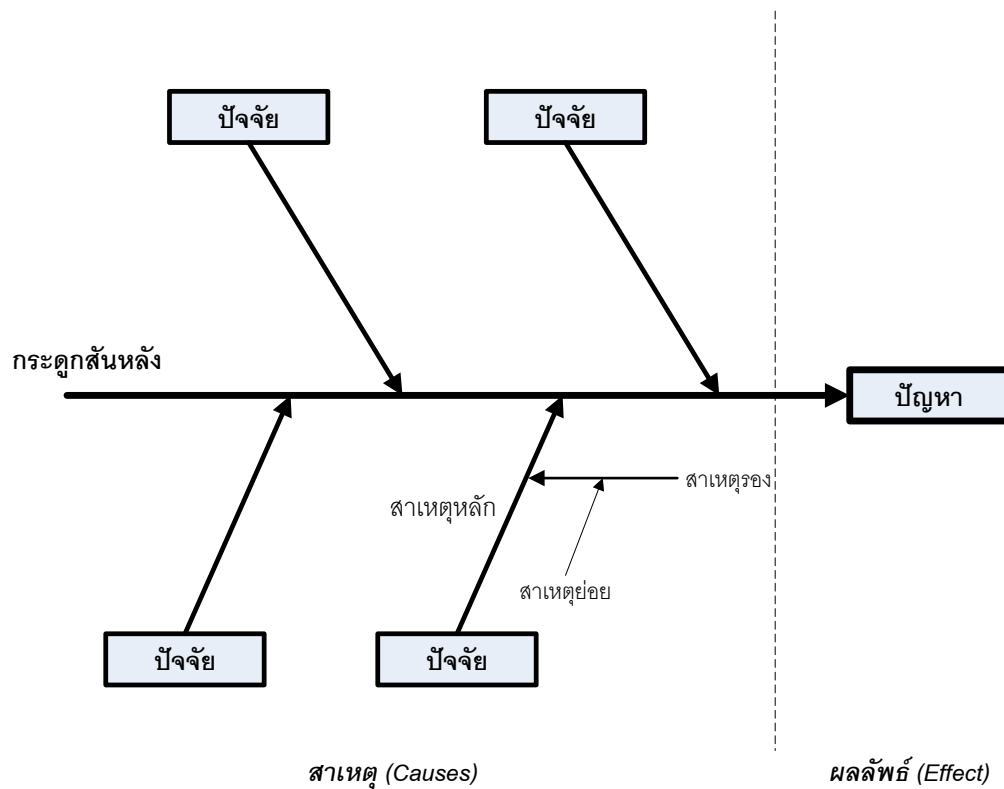 ปัจจัย
ปัจจัย
กระดูกสันหลัง
ปัญหา
สาเหตุรอง
สาเหตุหลัก
สาเหตุย่อย
ปัจจัย
ปัจจัย
สาเหตุ (Causes)
ผลลัพธ์ (Effect)